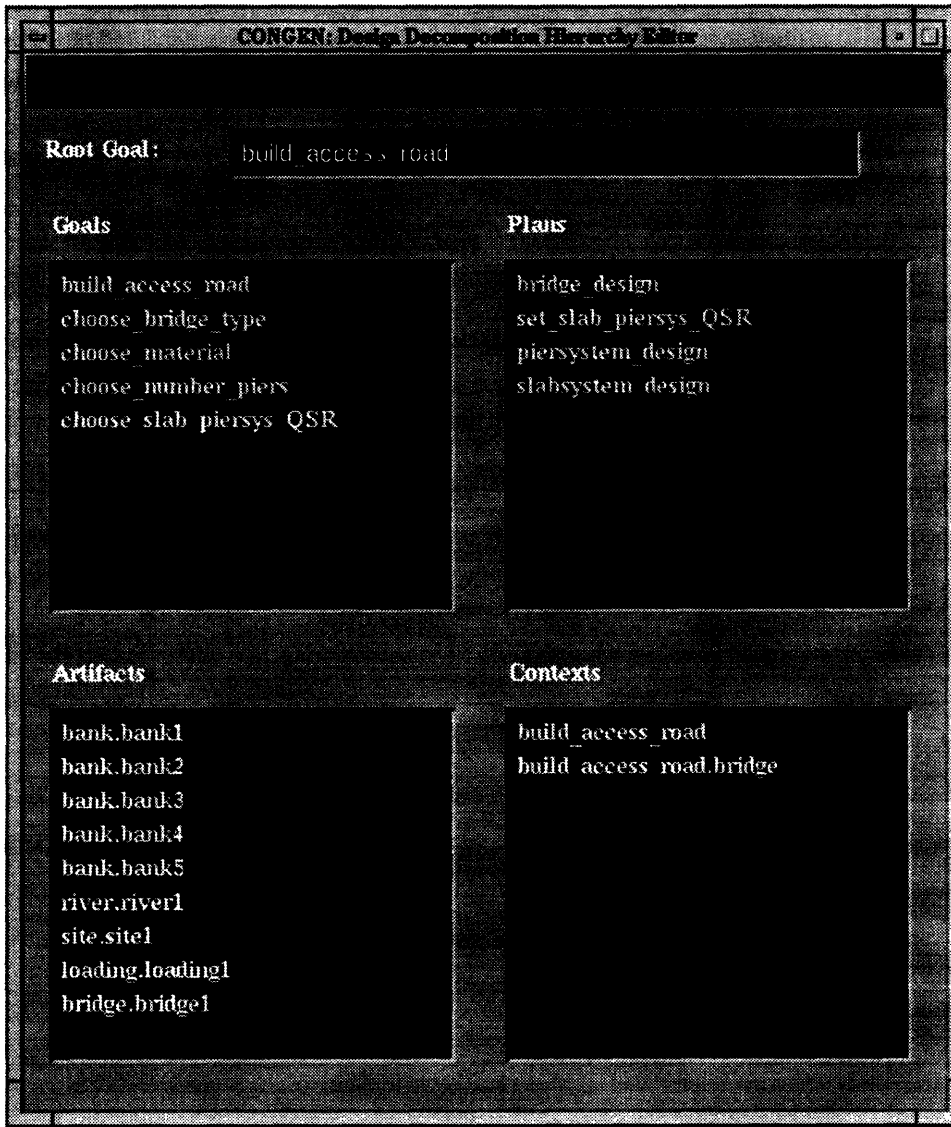 CONGEN: Design Decomposition Hierarchy Editor
Root Goal:
build_access_road
Goals
build_access_road
choose_bridge_type
choose_material
choose_number_piers
choose_slab_piersys_QSR
Plans
bridge_design
set_slab_piersys_QSR
piersystem_design
slabsystem_design
Artifacts
bank.bank1
bank.bank2
bank.bank3
bank.bank4
bank.bank5
river.river1
site.site1
loading.loading1
bridge.bridge1
Contexts
build_access_road
build_access_road.bridge